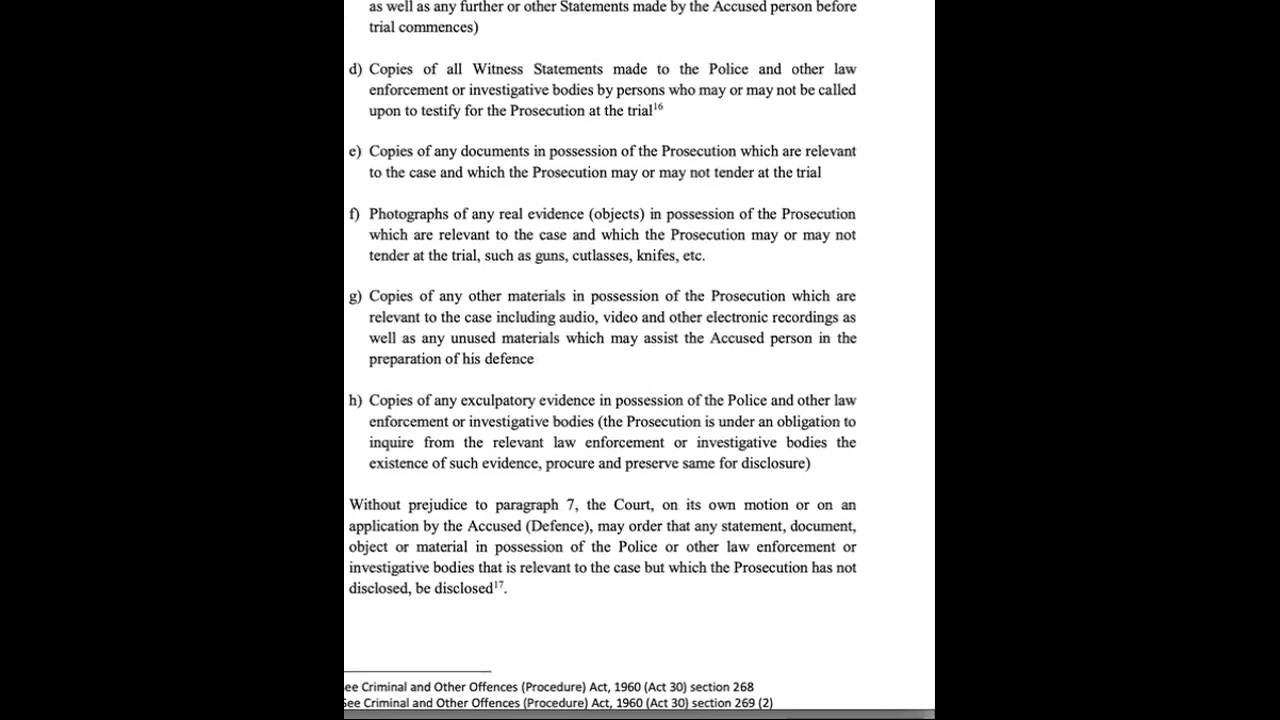 as well as any further or other Statements made by the Accused person before
trial commences)
d) Copies of all Witness Statements made to the Police and other law
enforcement or investigative bodies by persons who may or may not be called
upon to testify for the Prosecution at the trial16
e) Copies of any documents in possession of the Prosecution which are relevant
to the case and which the Prosecution may or may not tender at the trial
f) Photographs of any real evidence (objects) in possession of the Prosecution
which are relevant to the case and which the Prosecution may or may not
tender at the trial, such as guns, cutlasses, knifes, etc.
g) Copies of any other materials in possession of the Prosecution which are
relevant to the case including audio, video and other electronic recordings as
well as any unused materials which may assist the Accused person in the
preparation of his defence
h) Copies of any exculpatory evidence in possession of the Police and other law
enforcement or investigative bodies (the Prosecution is under an obligation to
inquire from the relevant law enforcement or investigative bodies the
existence of such evidence, procure and preserve same for disclosure)
Without prejudice to paragraph 7, the Court, on its own motion or on an
application by the Accused (Defence), may order that any statement, document,
object or material in possession of the Police or other law enforcement or
investigative bodies that is relevant to the case but which the Prosecution has not
disclosed, be disclosed17.
ee Criminal and Other Offences (Procedure) Act, 1960 (Act 30) section 268
See Criminal and Other Offences (Procedure) Act, 1960 (Act 30) section 269 (2)